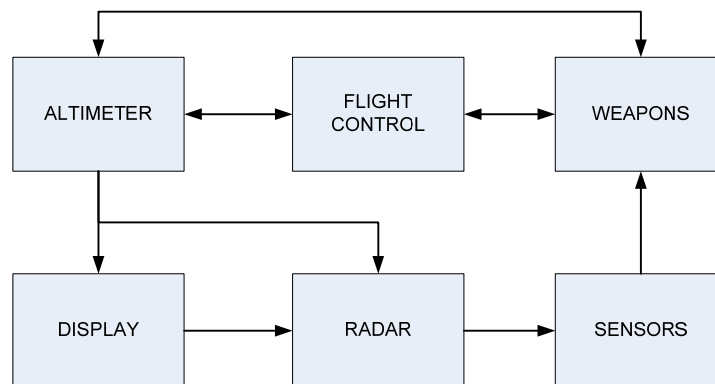 ALTIMETER
FLIGHT
CONTROL
WEAPONS
DISPLAY
RADAR
SENSORS